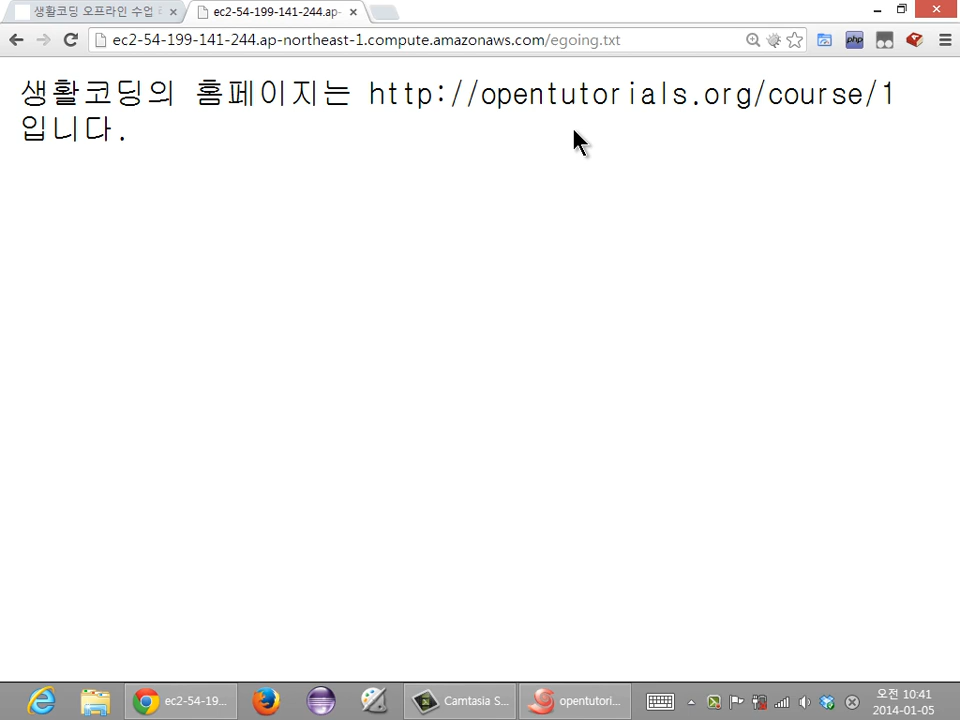 생활코딩 오프라인 수업
ec2-54-199-141-244.ap-
ec2-54-199-141-244.ap-northeast-1.compute.amazonaws.com/egoing.txt
php
생활코딩의 홈페이지는 http://opentutorials.org/course/1
입니다.
ec2-54-19...
Camtasia S...
opentutori...
오전 10:41
2014-01-05